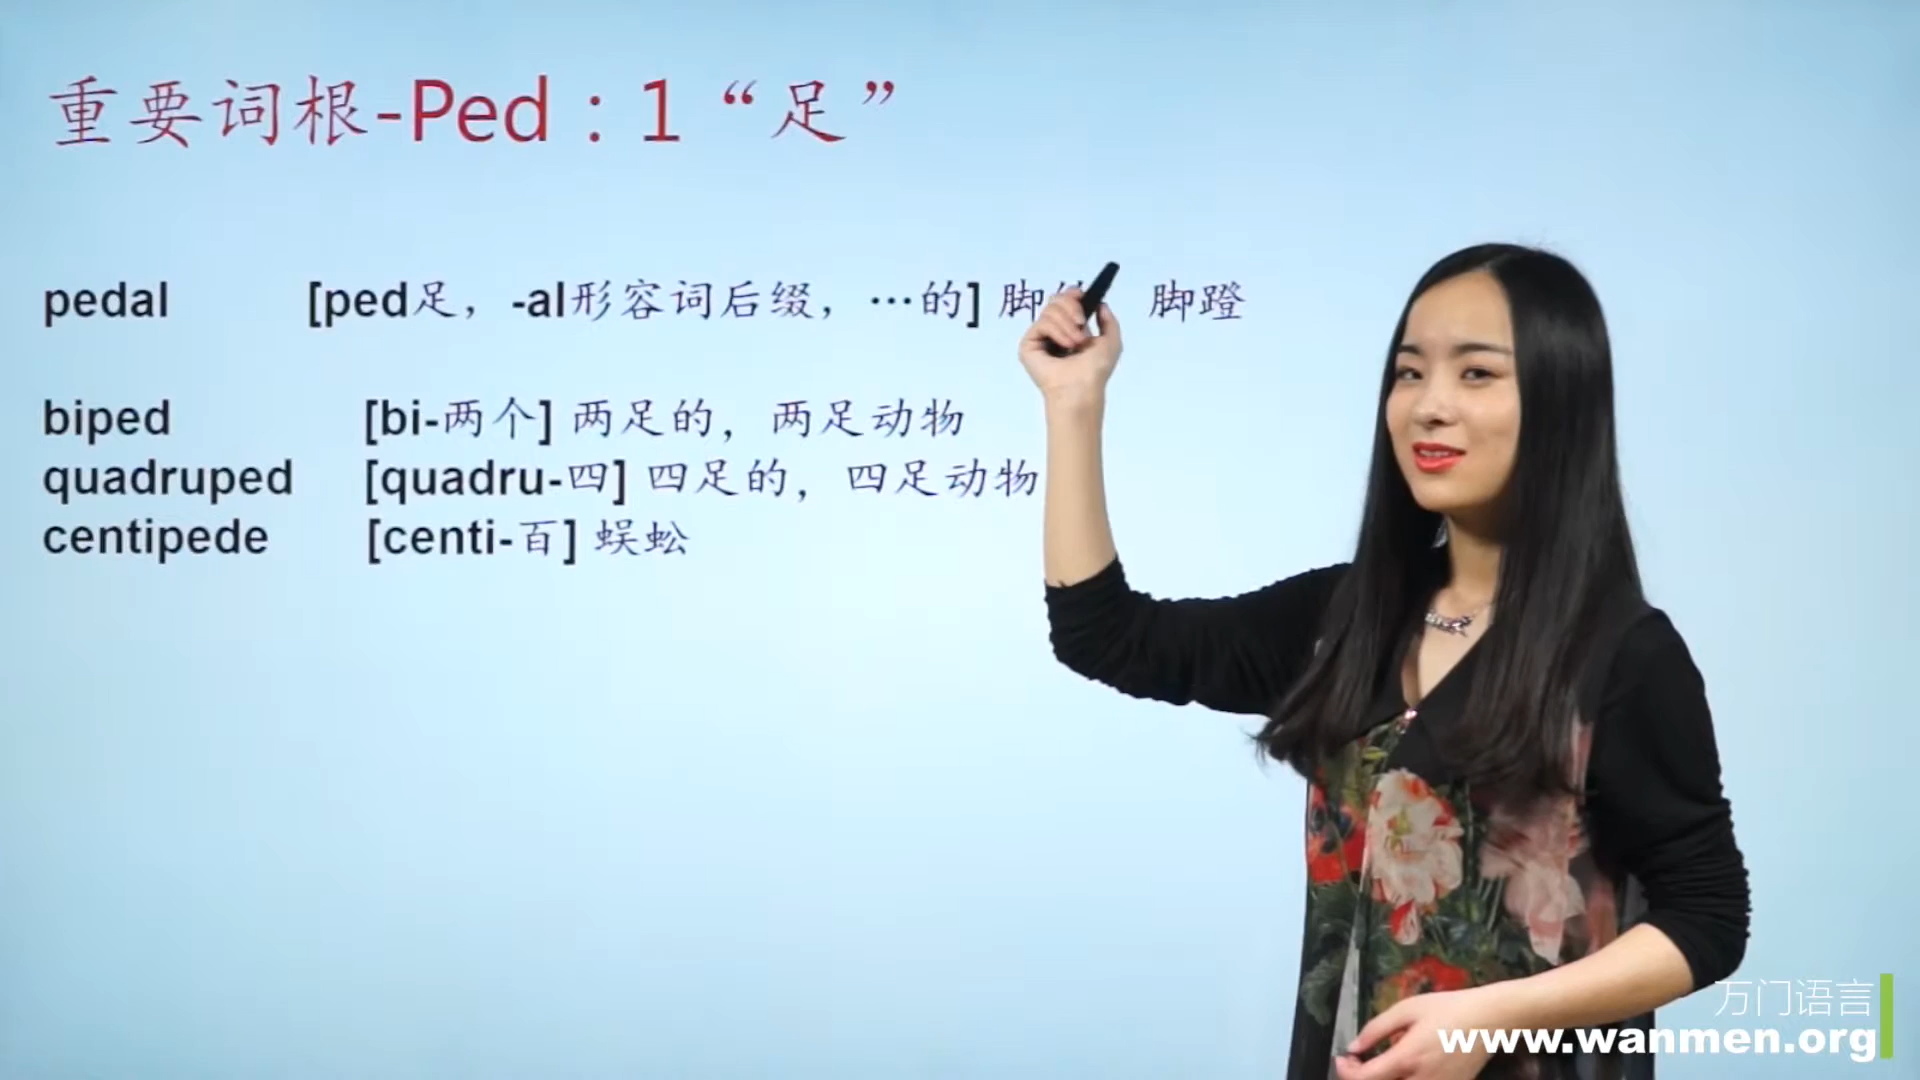 重要词根-Ped：1“足”
pedal [ped足，-al形容词后缀，…的] 脚 脚蹬
biped [bi-两个] 两足的，两足动物
quadruped [quadru-四] 四足的，四足动物
centipede [centi-百] 蜈蚣
万门语言
www.wanmen.org